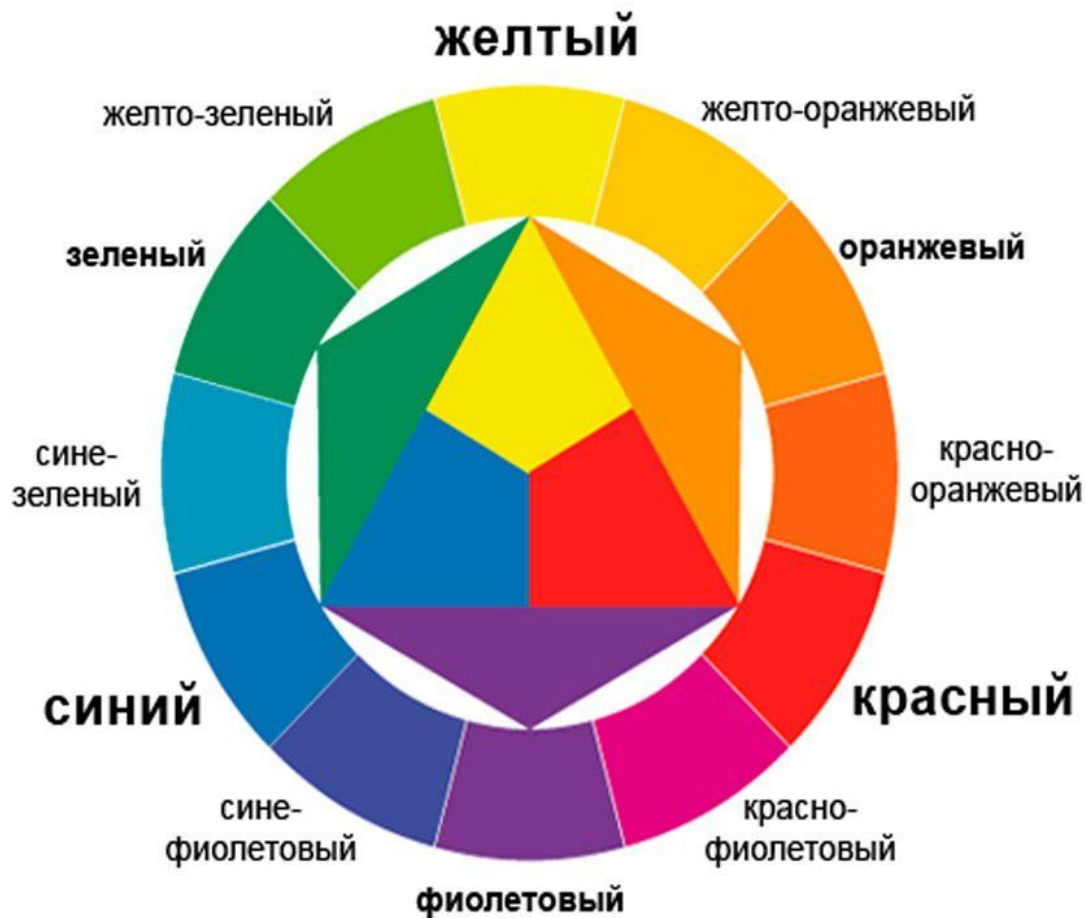 желтый
желто-зеленый
желто-оранжевый
зеленый
оранжевый
сине-
зеленый
красно-
оранжевый
синий
красный
сине-
фиолетовый
красно-
фиолетовый
фиолетовый